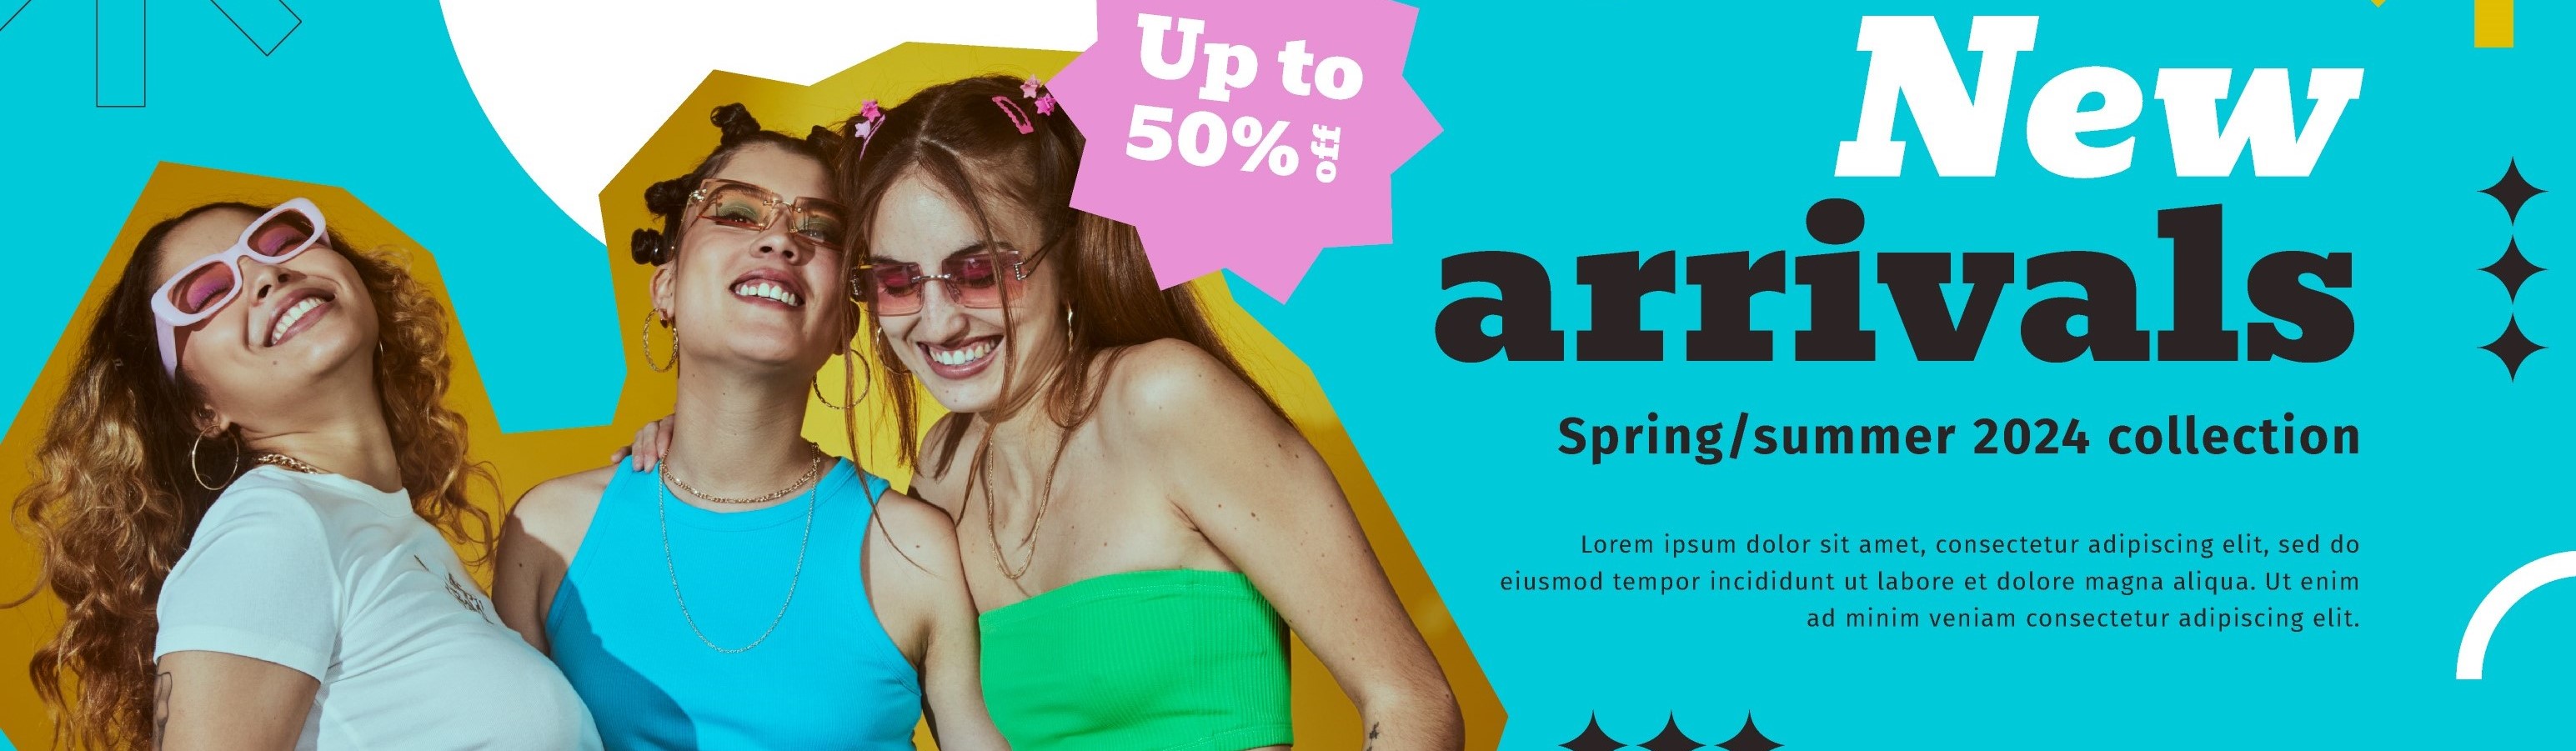 Up to
50% off
New
arrivals
Spring/summer 2024 collection
Lorem ipsum dolor sit amet, consectetur adipiscing elit, sed do
eiusmod tempor incididunt ut labore et dolore magna aliqua. Ut enim
ad minim veniam consectetur adipiscing elit.